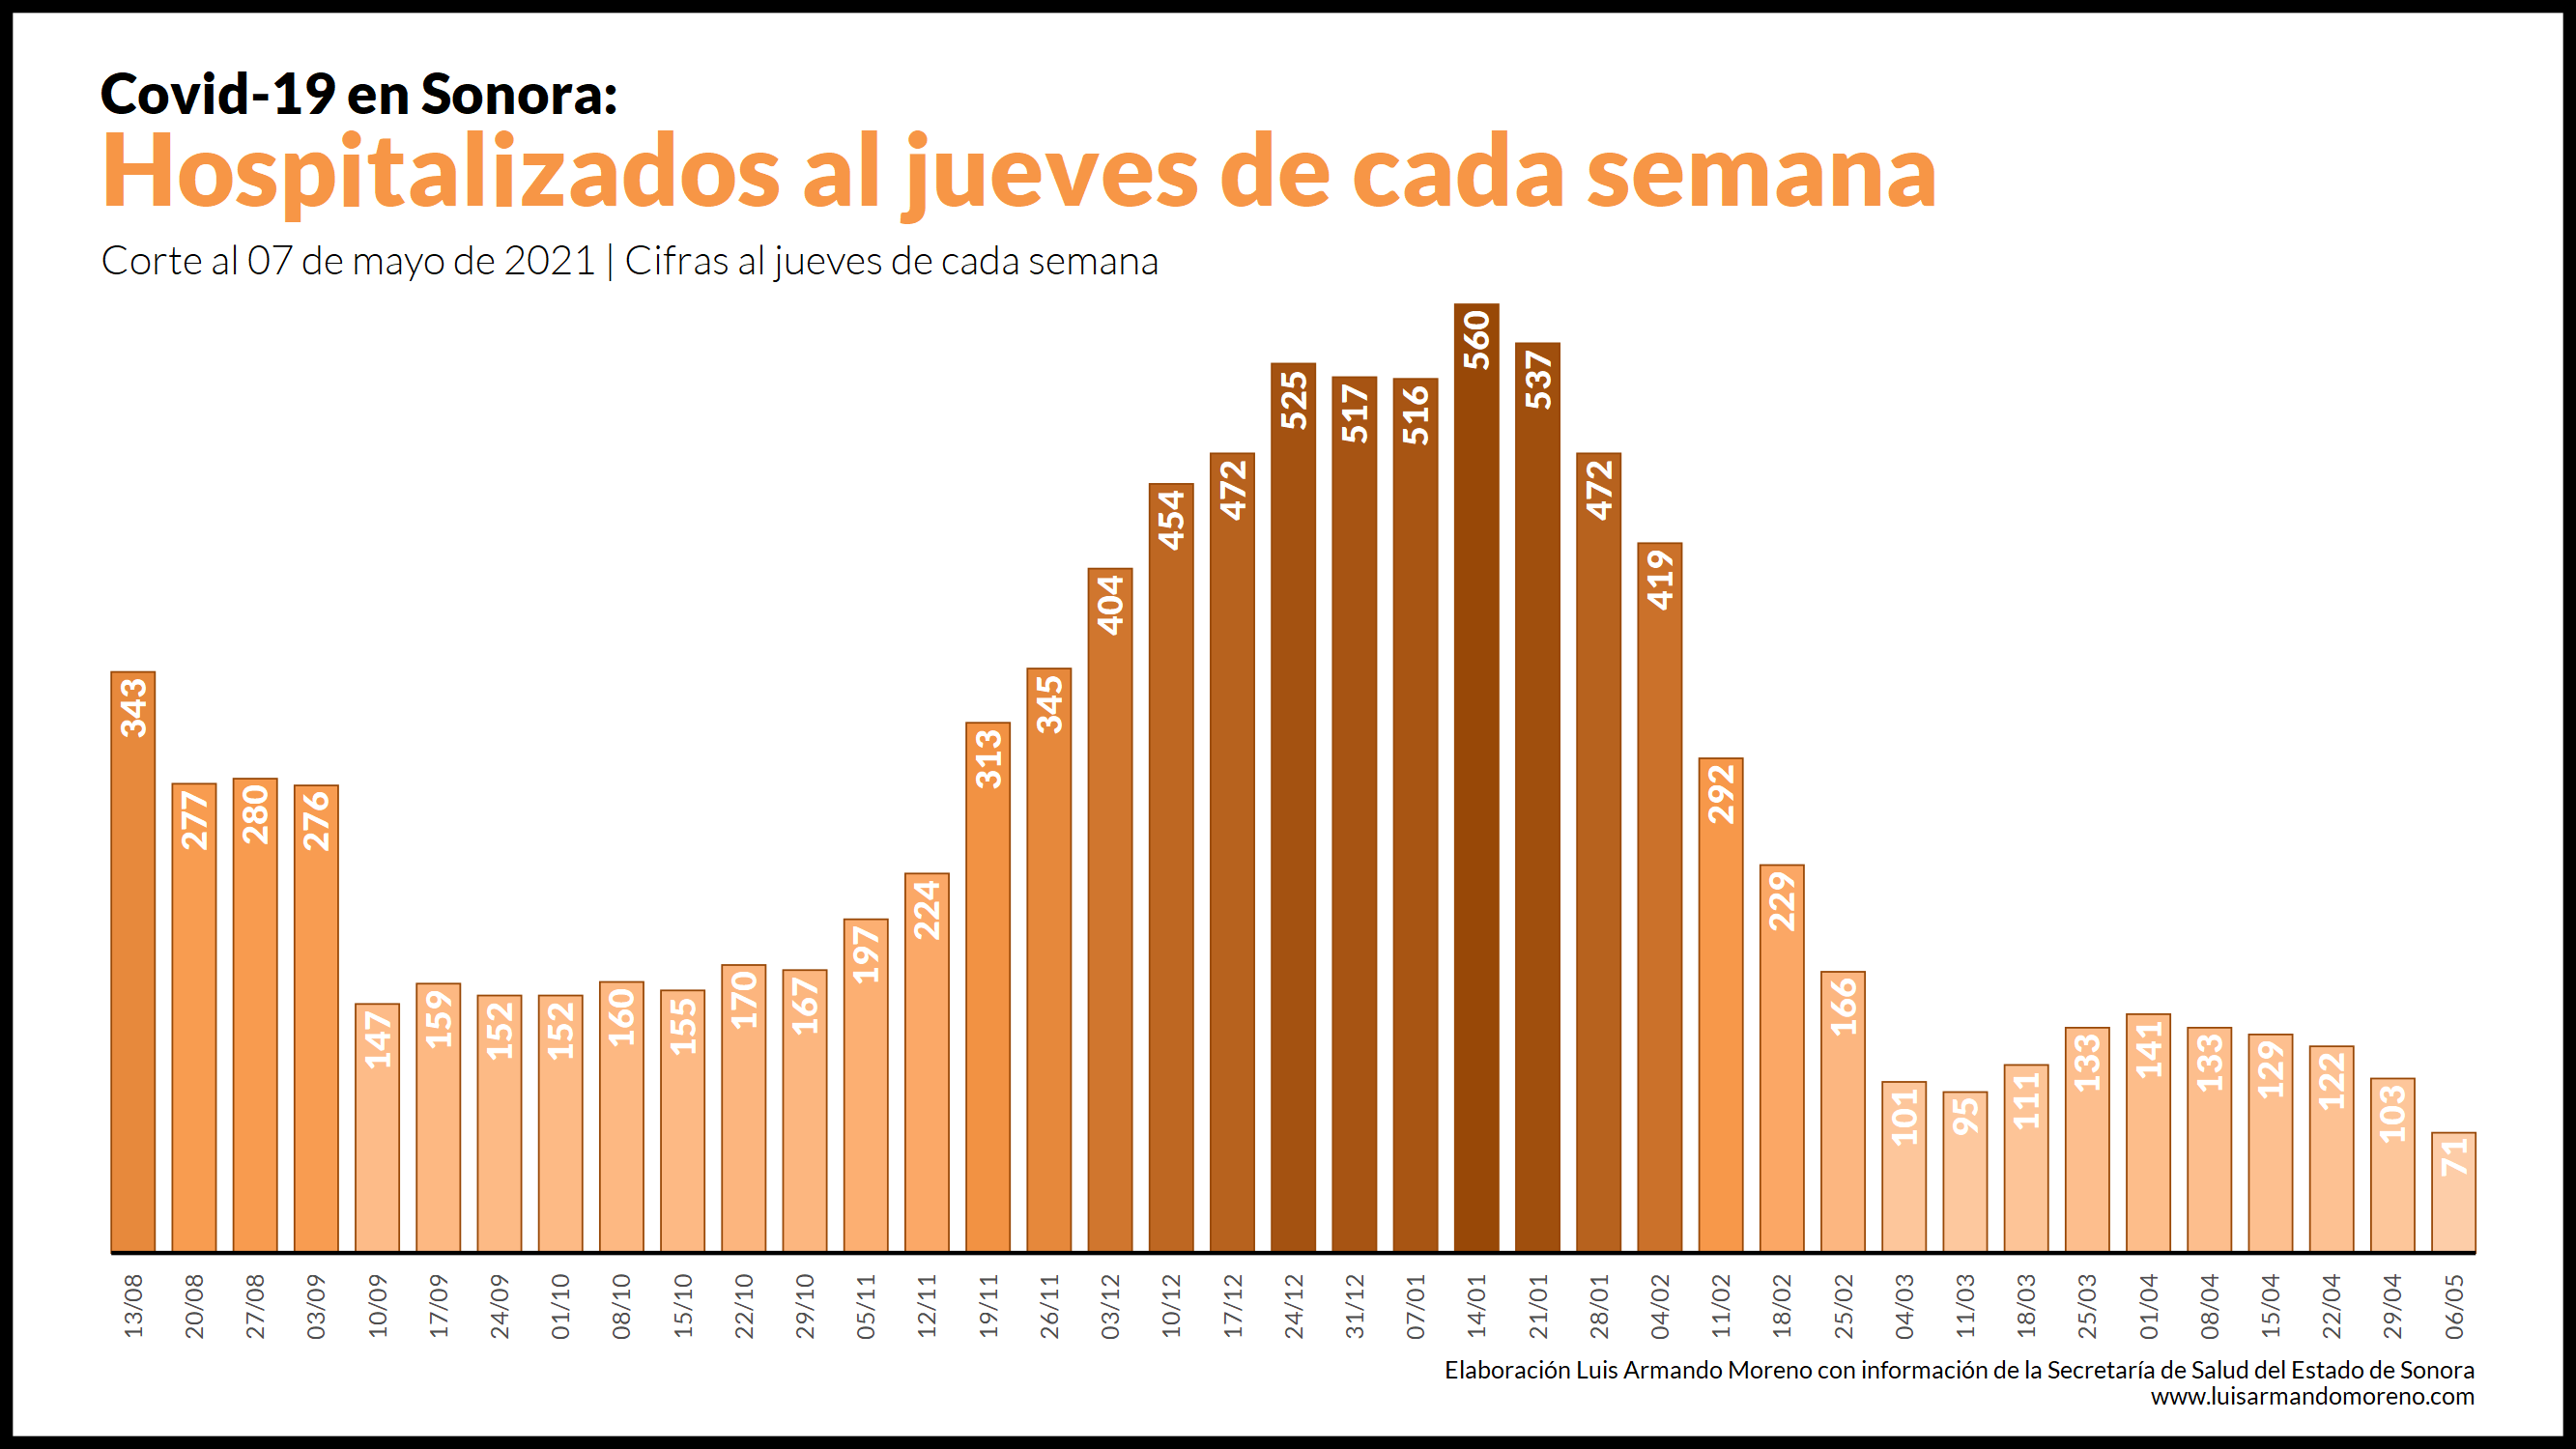 Covid-19 en Sonora:
Hospitalizados al jueves de cada semana
Corte al 07 de mayo de 2021 | Cifras al jueves de cada semana
343 277 280 276 147 159 152 152 160 155 170 167 197 224 313 345 404 454 472 525 517 516 560 537 472 419 292 229 166 101 95 111 133 141 133 129 122 103 71
13/08 20/08 27/08 03/09 10/09 17/09 24/09 01/10 08/10 15/10 22/10 29/10 05/11 12/11 19/11 26/11 03/12 10/12 17/12 24/12 31/12 07/01 14/01 21/01 28/01 04/02 11/02 18/02 25/02 04/03 11/03 18/03 25/03 01/04 08/04 15/04 22/04 29/04 06/05
Elaboración Luis Armando Moreno con información de la Secretaría de Salud del Estado de Sonora
www.luisarmandomoreno.com